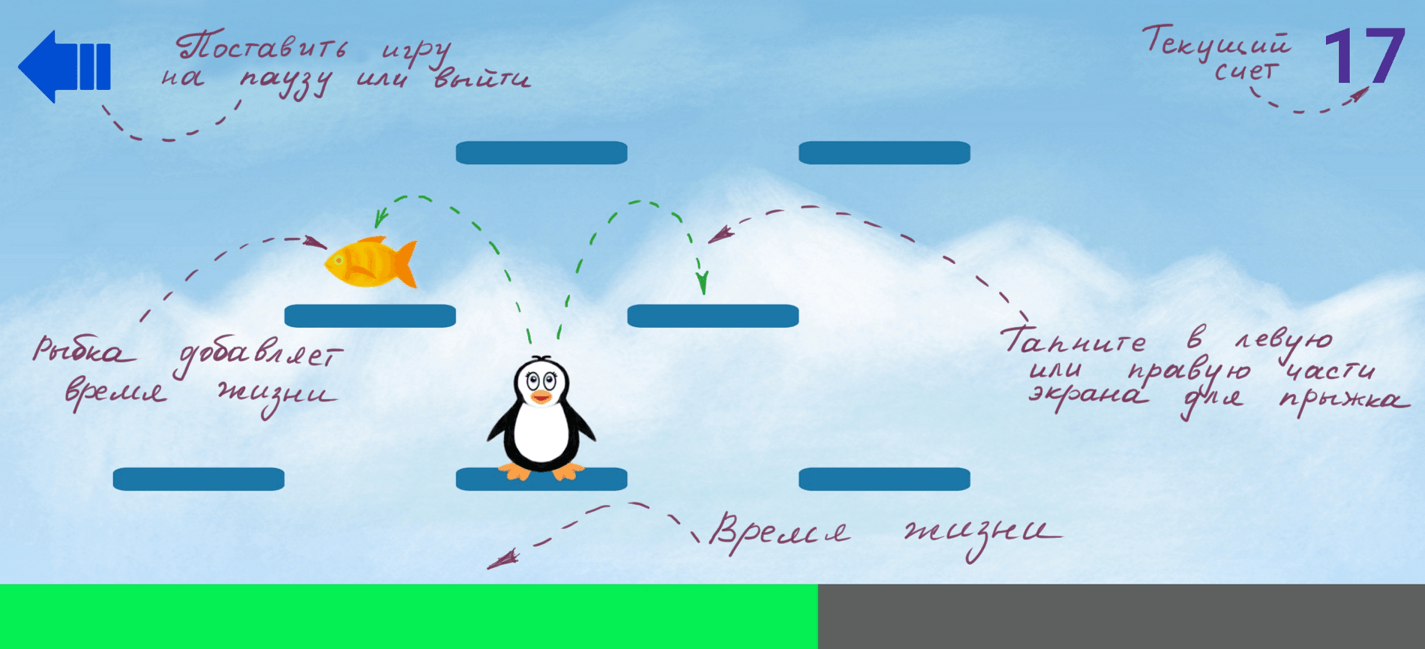 Поставить игру
на паузу или выйти
Текущий
счет
17
Рыбка добавляет
время жизни
Тапните в левую
или правую части
экрана для прыжка
Время жизни